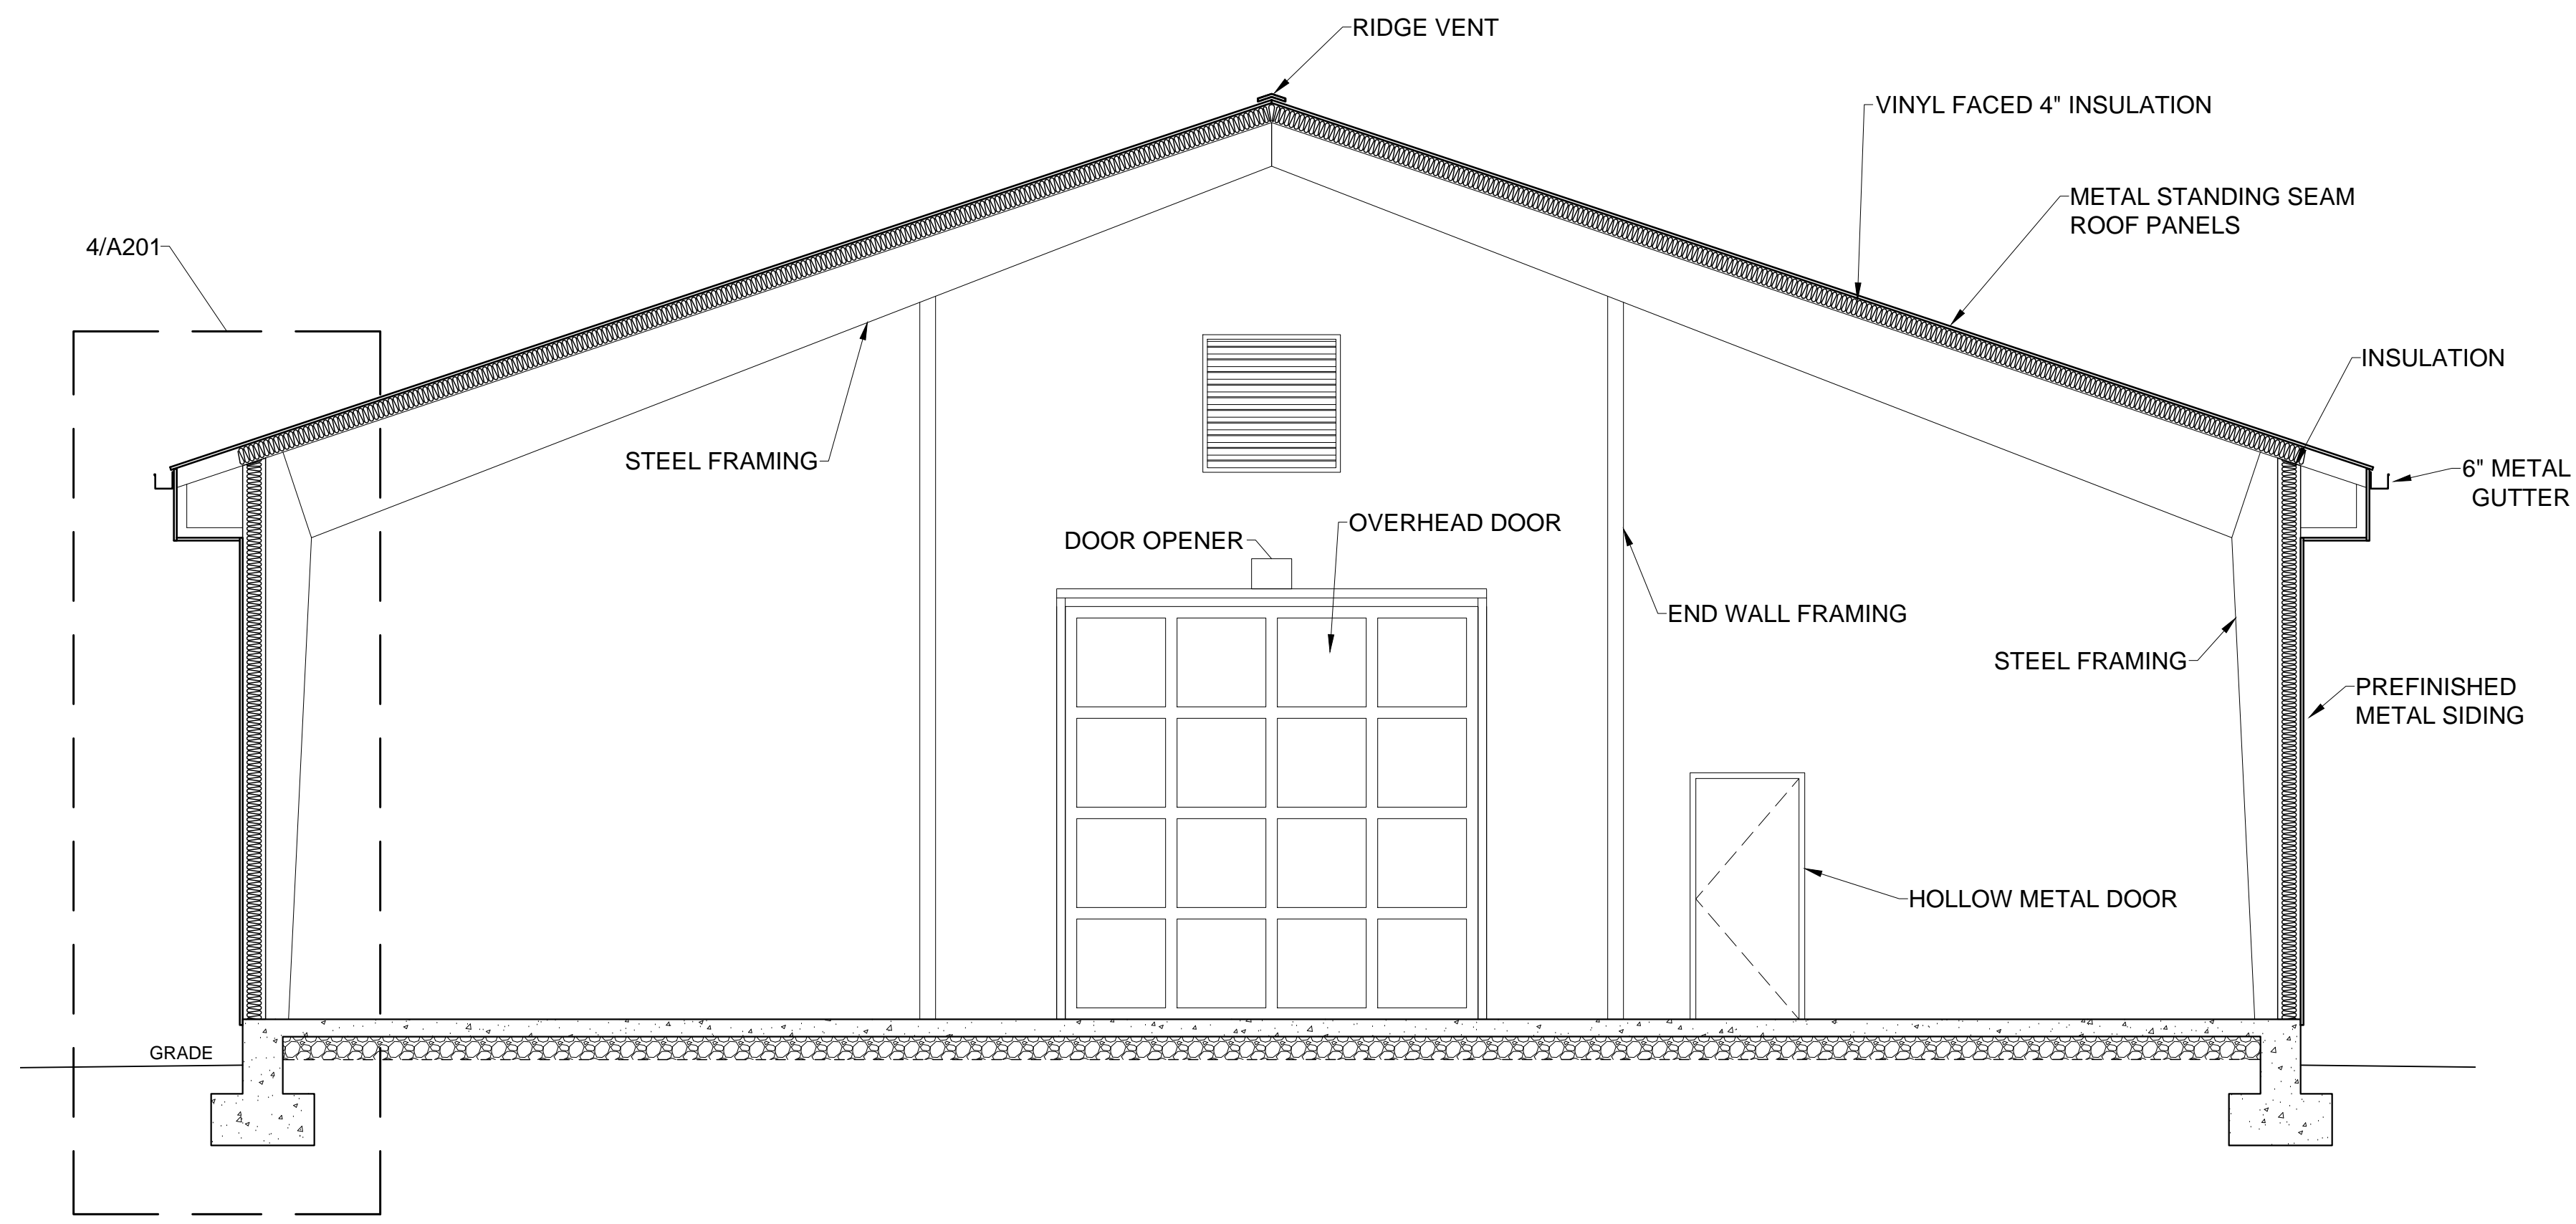 RIDGE VENT
VINYL FACED 4" INSULATION
METAL STANDING SEAM
ROOF PANELS
4/A201
INSULATION
STEEL FRAMING
6" METAL
GUTTER
OVERHEAD DOOR
DOOR OPENER
END WALL FRAMING
STEEL FRAMING
PREFINISHED
METAL SIDING
HOLLOW METAL DOOR
GRADE